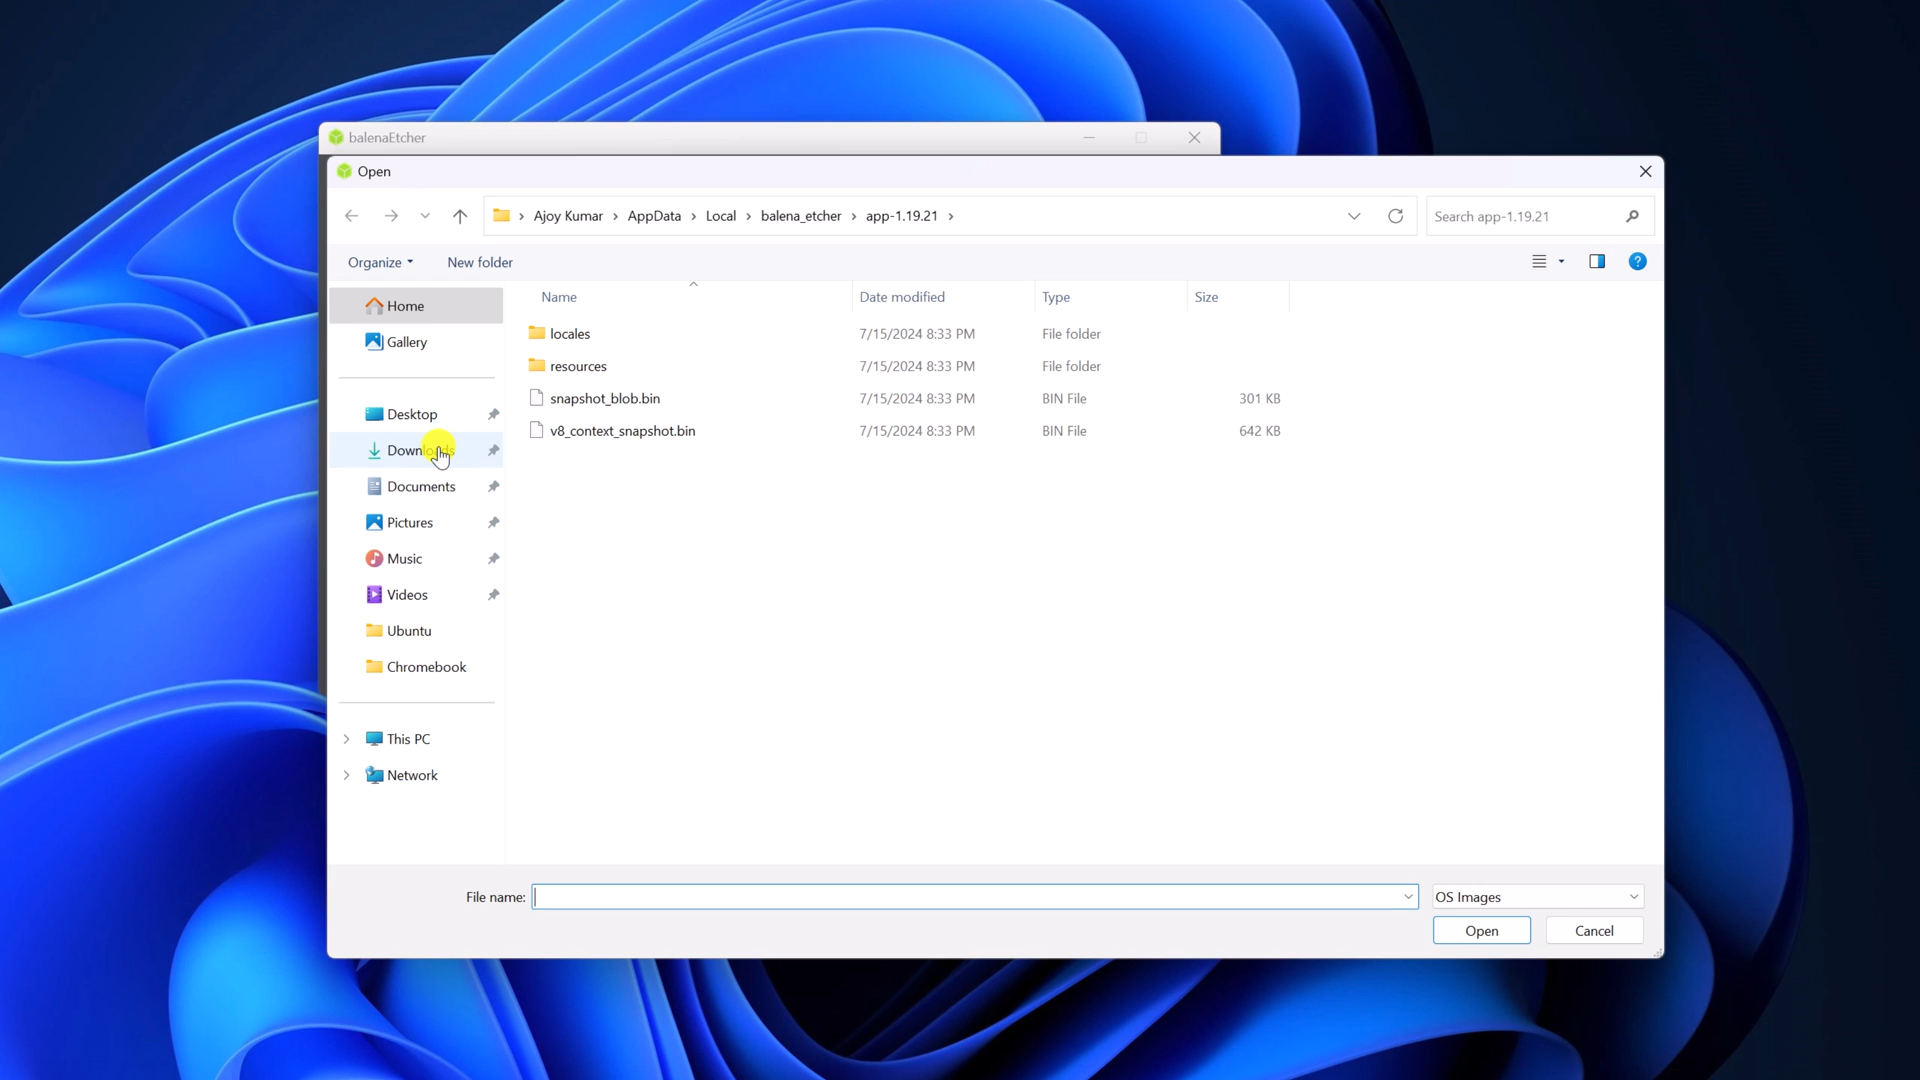 balenaEtcher
Open
Ajoy Kumar > AppData > Local > balena_etcher > app-1.19.21 >
Search app-1.19.21
Organize
New folder
Home
Gallery
Desktop
Downloads
Documents
Pictures
Music
Videos
Ubuntu
Chromebook
This PC
Network
Name Date modified Type Size
locales 7/15/2024 8:33 PM File folder
resources 7/15/2024 8:33 PM File folder
snapshot_blob.bin 7/15/2024 8:33 PM BIN File 301 KB
v8_context_snapshot.bin 7/15/2024 8:33 PM BIN File 642 KB
File name:
OS Images
Open
Cancel